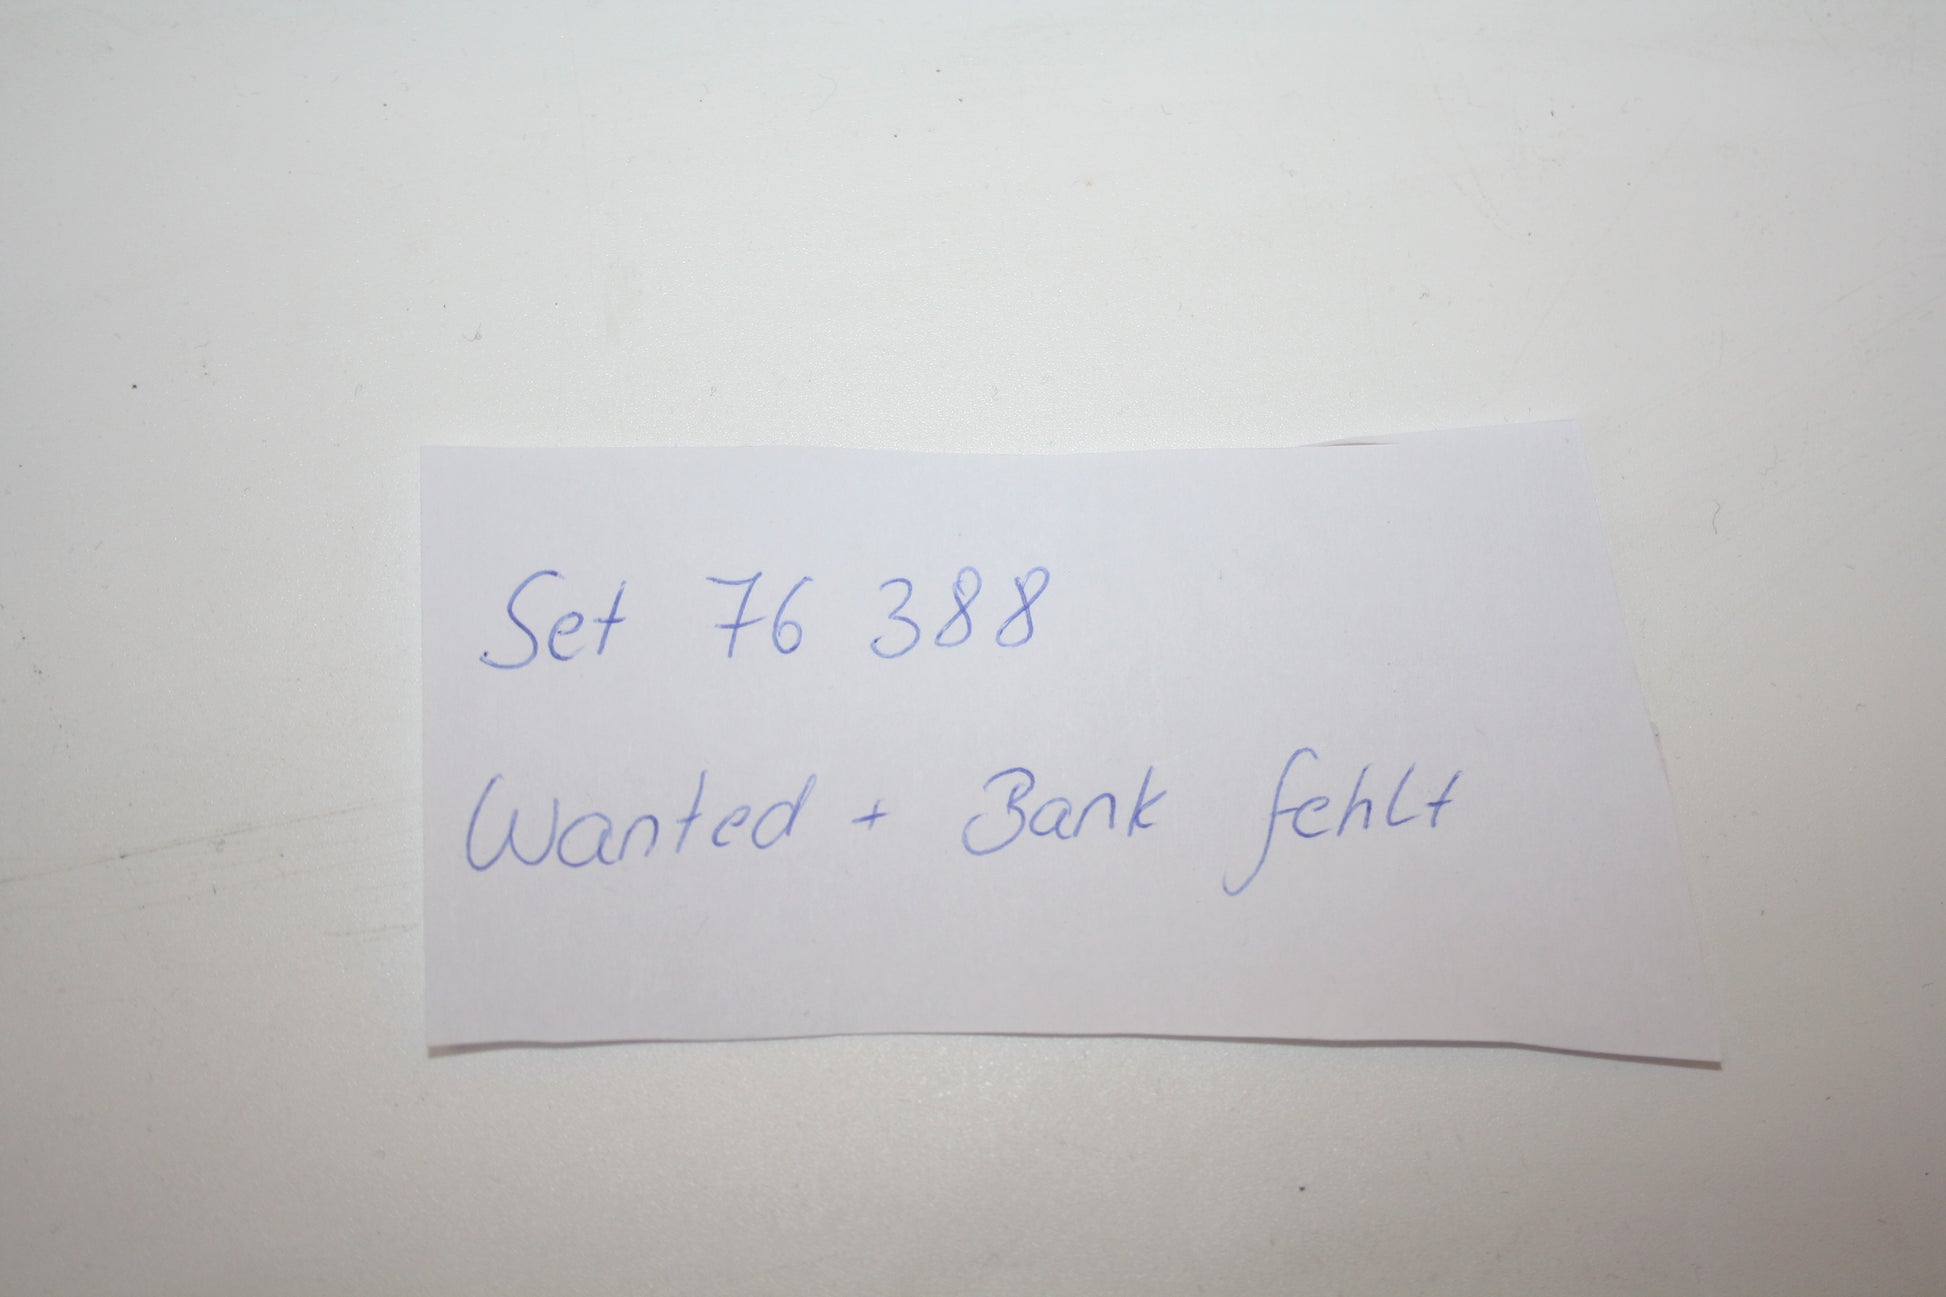 Set 76 388
Wanted + Bank fehlt